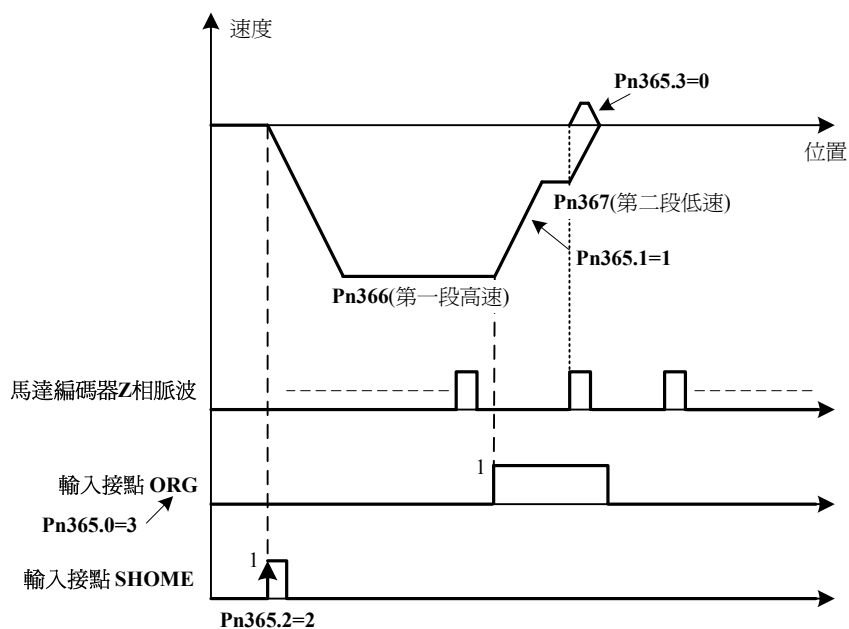 速度
Pn365.3=0
位置
Pn367(第二段低速)
Pn365.1=1
Pn366(第一段高速)
馬達編碼器Z相脈波
1
輸入接點 ORG
Pn365.0=3
1
輸入接點 SHOME
Pn365.2=2